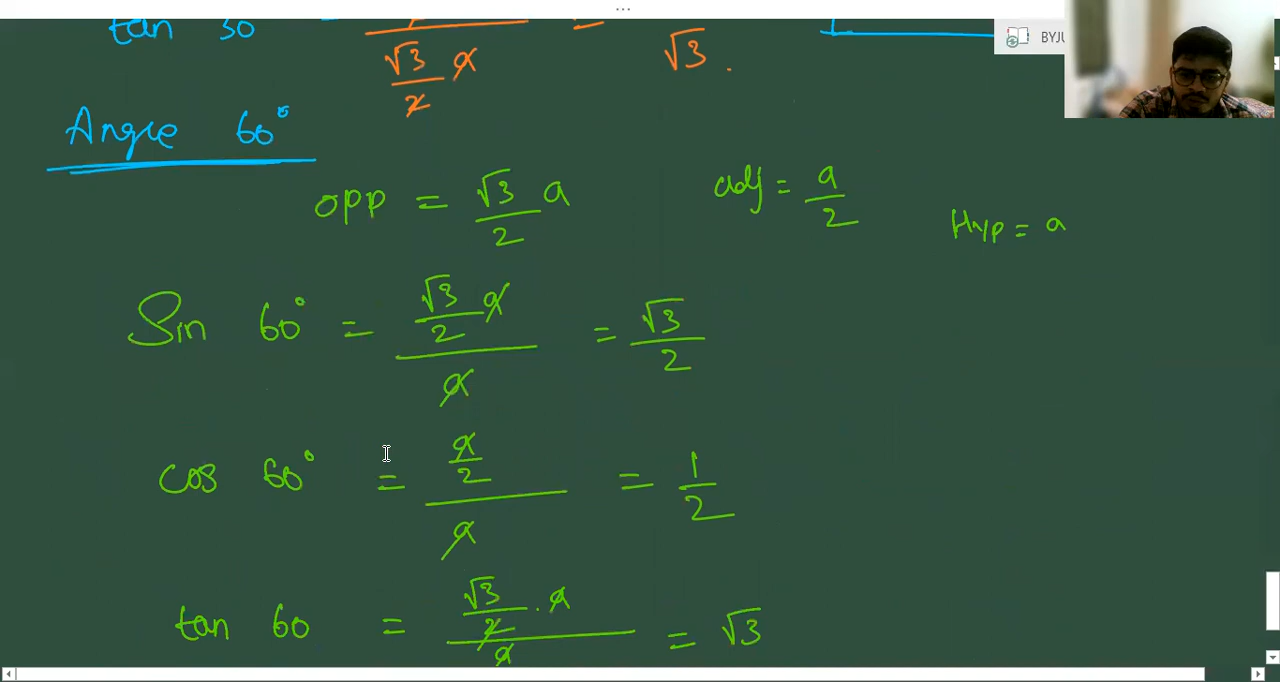 ...
tan 30
√3/2 a
√3 .
BYJU
Angle 60°
opp = √3/2 a
adj = a/2
Hyp = a
Sin 60° = (√3/2 a)/a = √3/2
cos 60° = (a/2)/a = 1/2
tan 60 = (√3/2 . a)/a = √3